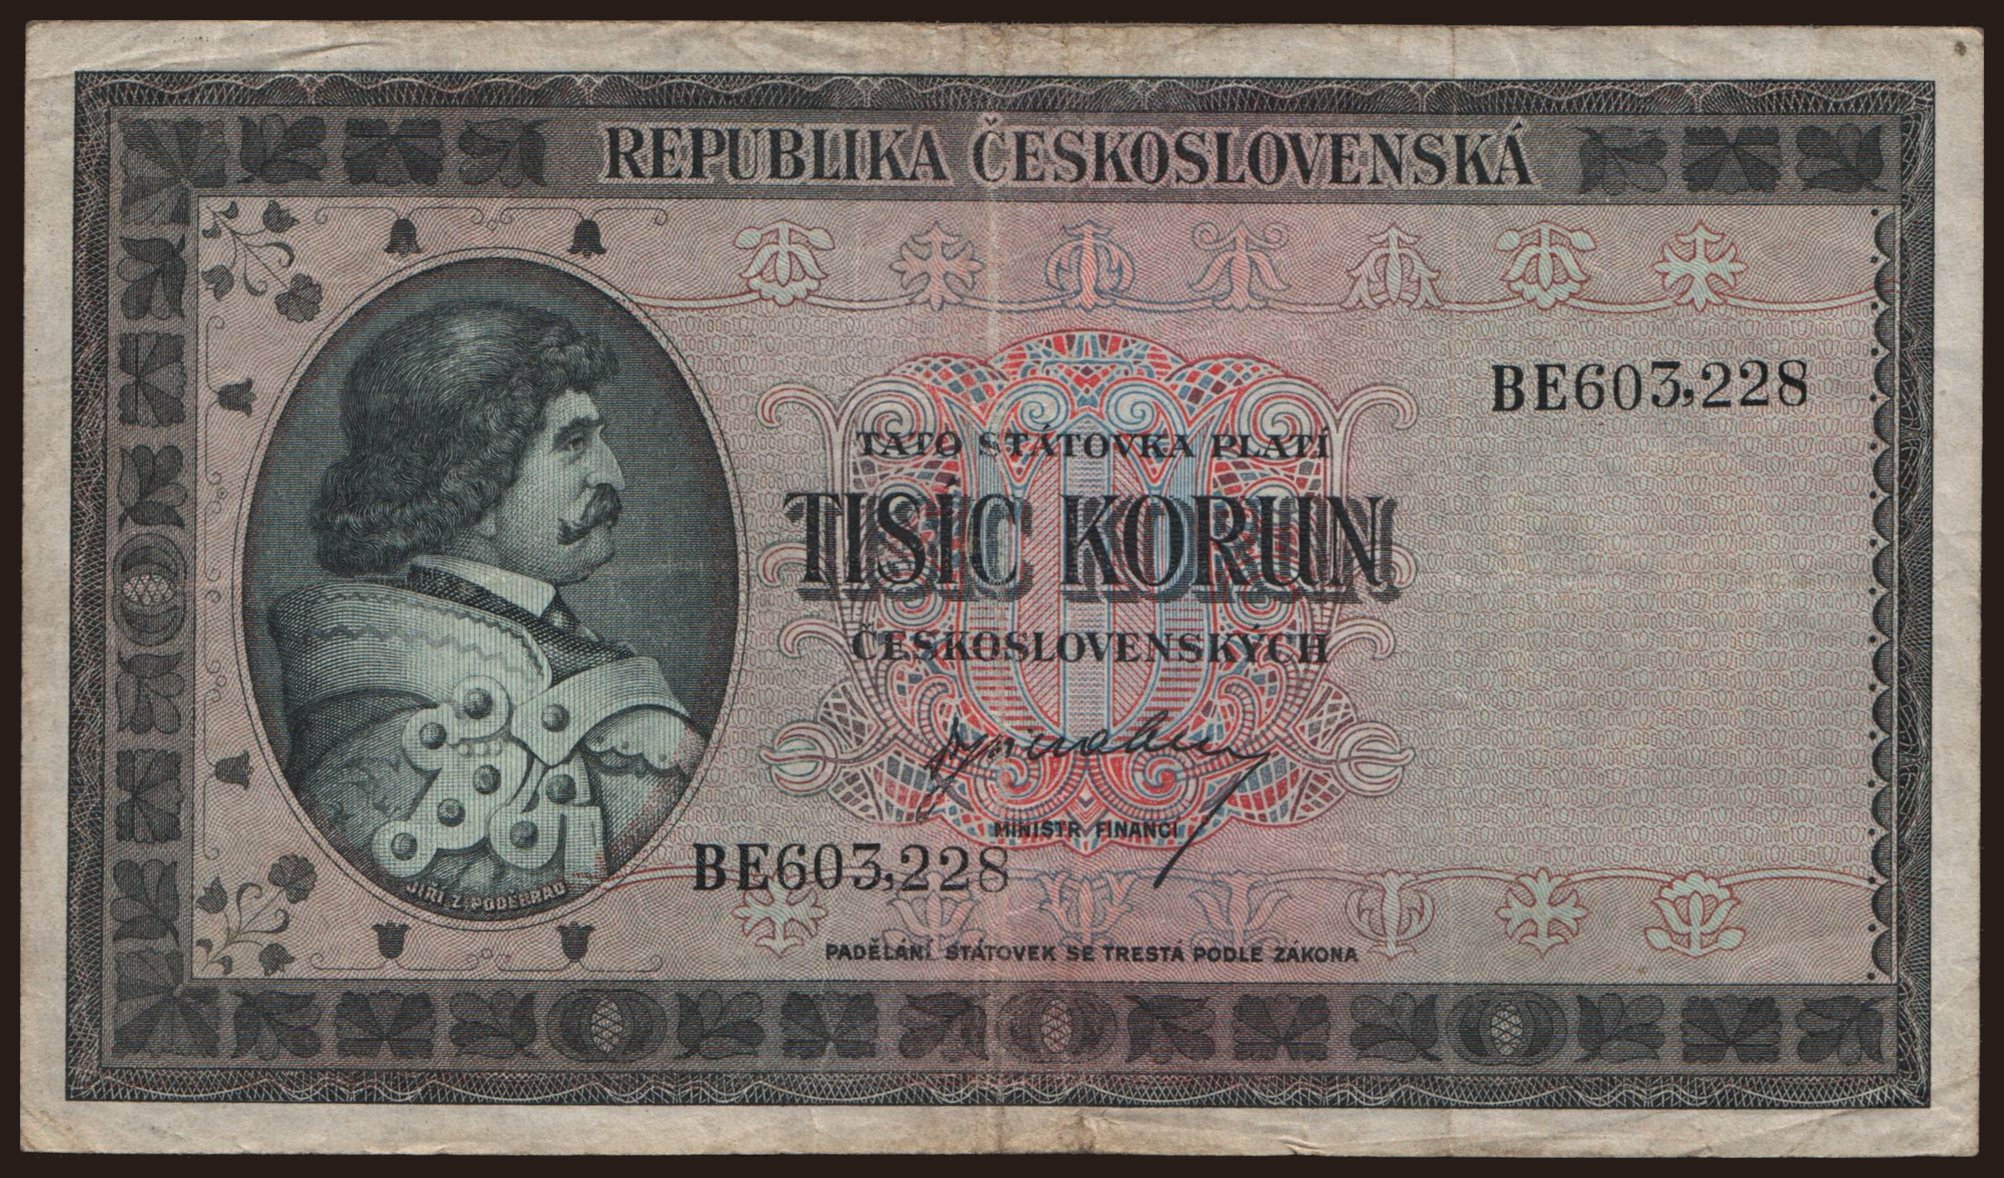 REPUBLIKA ČESKOSLOVENSKÁ
BE603,228
TATO STÁTOVKA PLATÍ
TISÍC KORUN
ČESKOSLOVENSKÝCH
MINISTR FINANCÍ
BE603,228
JIŘÍ Z PODĚBRAD
PADĚLÁNÍ STÁTOVEK SE TRESTÁ PODLE ZÁKONA